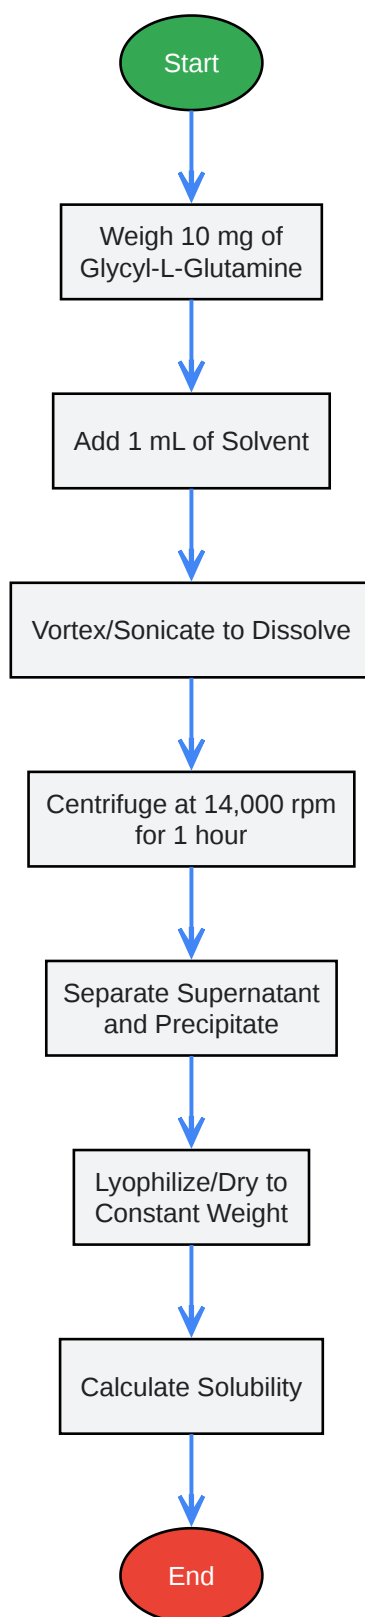 Start
Weigh 10 mg of
Glycyl-L-Glutamine
Add 1 mL of Solvent
Vortex/Sonicate to Dissolve
Centrifuge at 14,000 rpm
for 1 hour
Separate Supernatant
and Precipitate
Lyophilize/Dry to
Constant Weight
Calculate Solubility
End